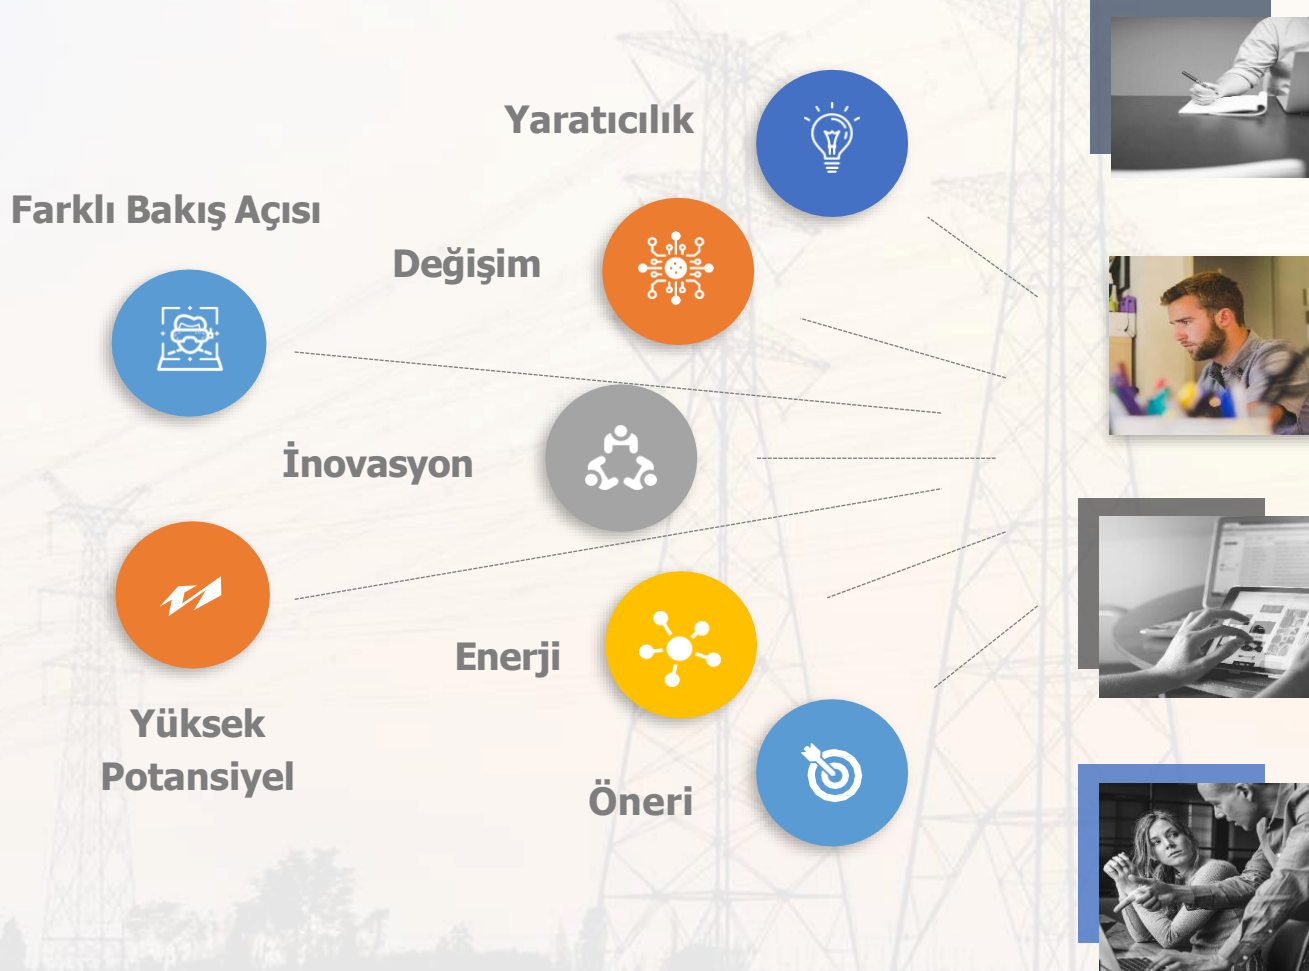 Yaratıcılık
Farklı Bakış Açısı
Değişim
İnovasyon
Enerji
Yüksek
Potansiyel
Öneri